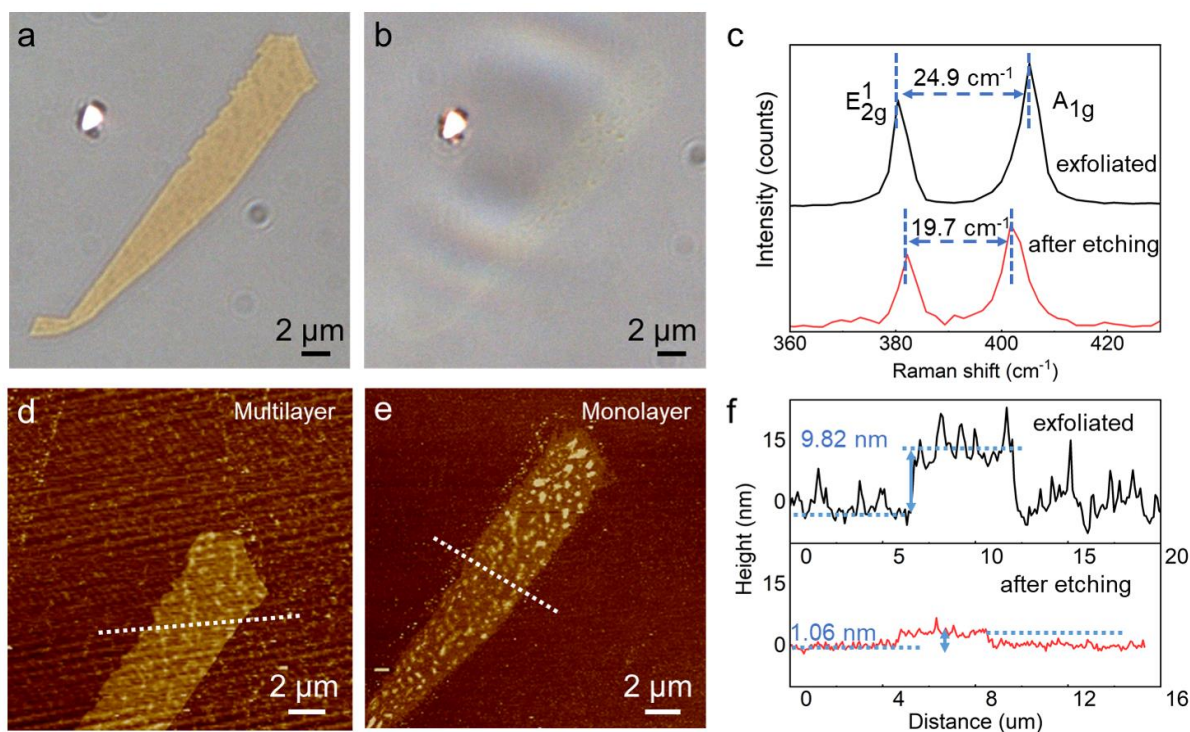 a
2 μm
b
2 μm
c
E¹₂g
24.9 cm⁻¹
A₁g
exfoliated
19.7 cm⁻¹
after etching
Intensity (counts)
360 380 400 420
Raman shift (cm⁻¹)
d
Multilayer
2 μm
e
Monolayer
2 μm
f
9.82 nm
exfoliated
15
0
0 5 10 15 20
after etching
15
1.06 nm
0
0 4 8 12 16
Height (nm)
Distance (um)